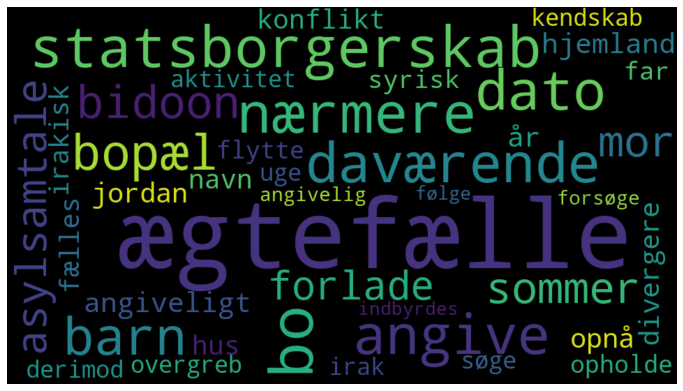 konflikt
kendskab
statsborgerskab
hjemland
aktivitet
syrisk
far
asylsamtale
irakisk
bidoon
nærmere
dato
bopæl
flytte
år
mor
uge
daværende
jordan
navn
angivelig
følge
forsøge
fælles
ægtefælle
divergere
forlade
sommer
angiveligt
bo
indbyrdes
barn
hus
angive
opnå
derimod
overgreb
irak
søge
opholde